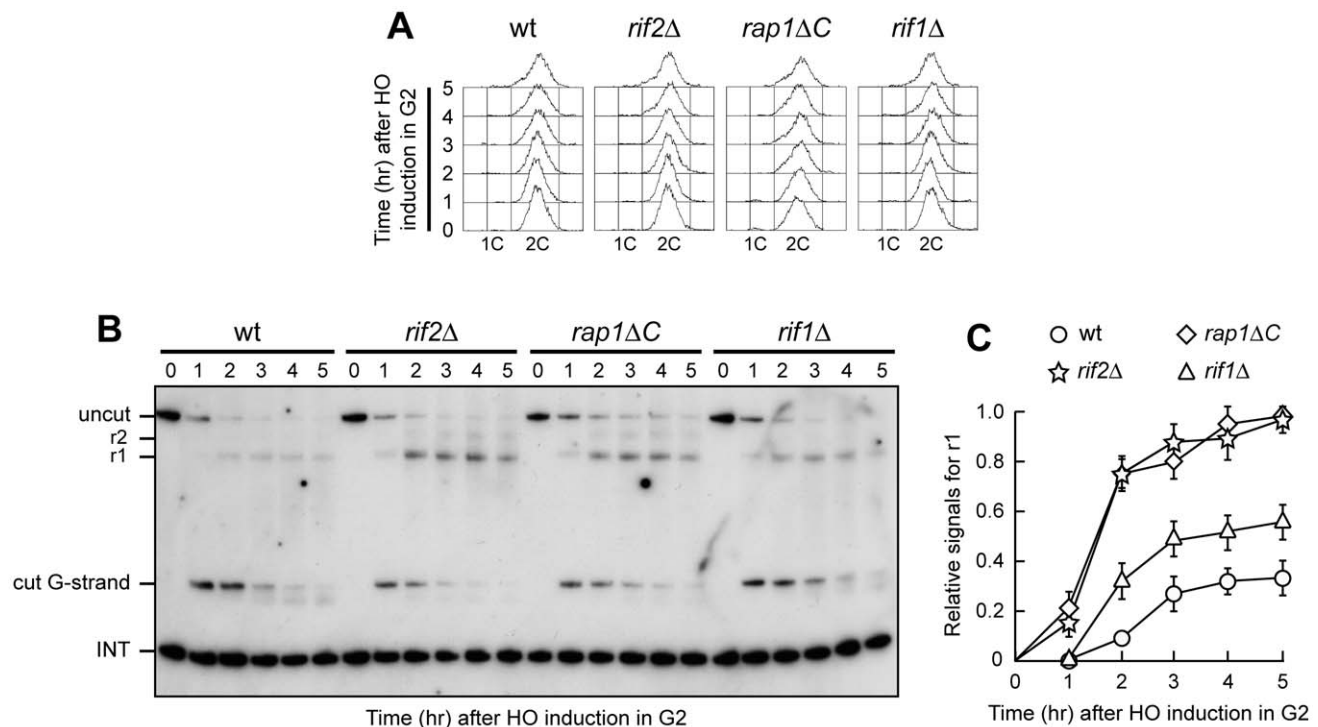 A
wt rif2Δ rap1ΔC rif1Δ
Time (hr) after HO
induction in G2
5
4
3
2
1
0
1C 2C 1C 2C 1C 2C 1C 2C
B
wt rif2Δ rap1ΔC rif1Δ
0 1 2 3 4 5 0 1 2 3 4 5 0 1 2 3 4 5 0 1 2 3 4 5
uncut
r2
r1
cut G-strand
INT
Time (hr) after HO induction in G2
C
wt rap1ΔC
rif2Δ rif1Δ
Relative signals for r1
1.0
0.8
0.6
0.4
0.2
0
0 1 2 3 4 5
Time (hr) after HO induction in G2